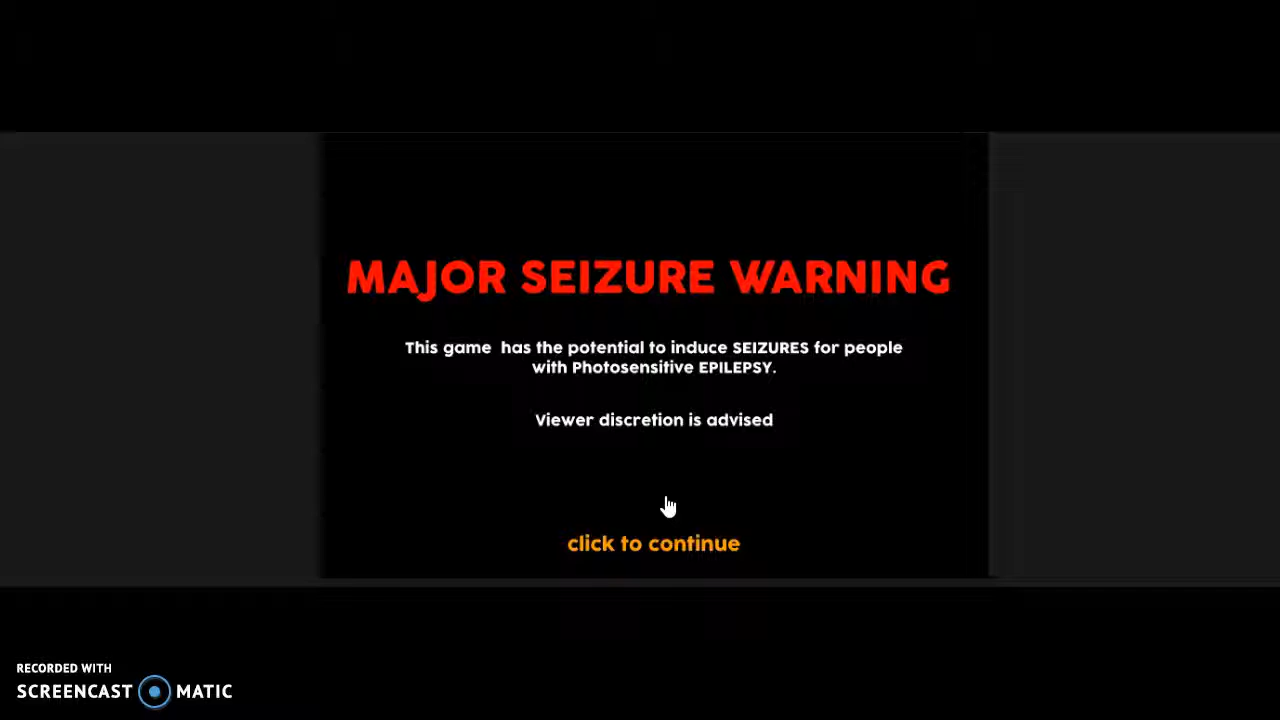 MAJOR SEIZURE WARNING
This game has the potential to induce SEIZURES for people
with Photosensitive EPILEPSY.
Viewer discretion is advised
click to continue
RECORDED WITH
SCREENCAST MATIC